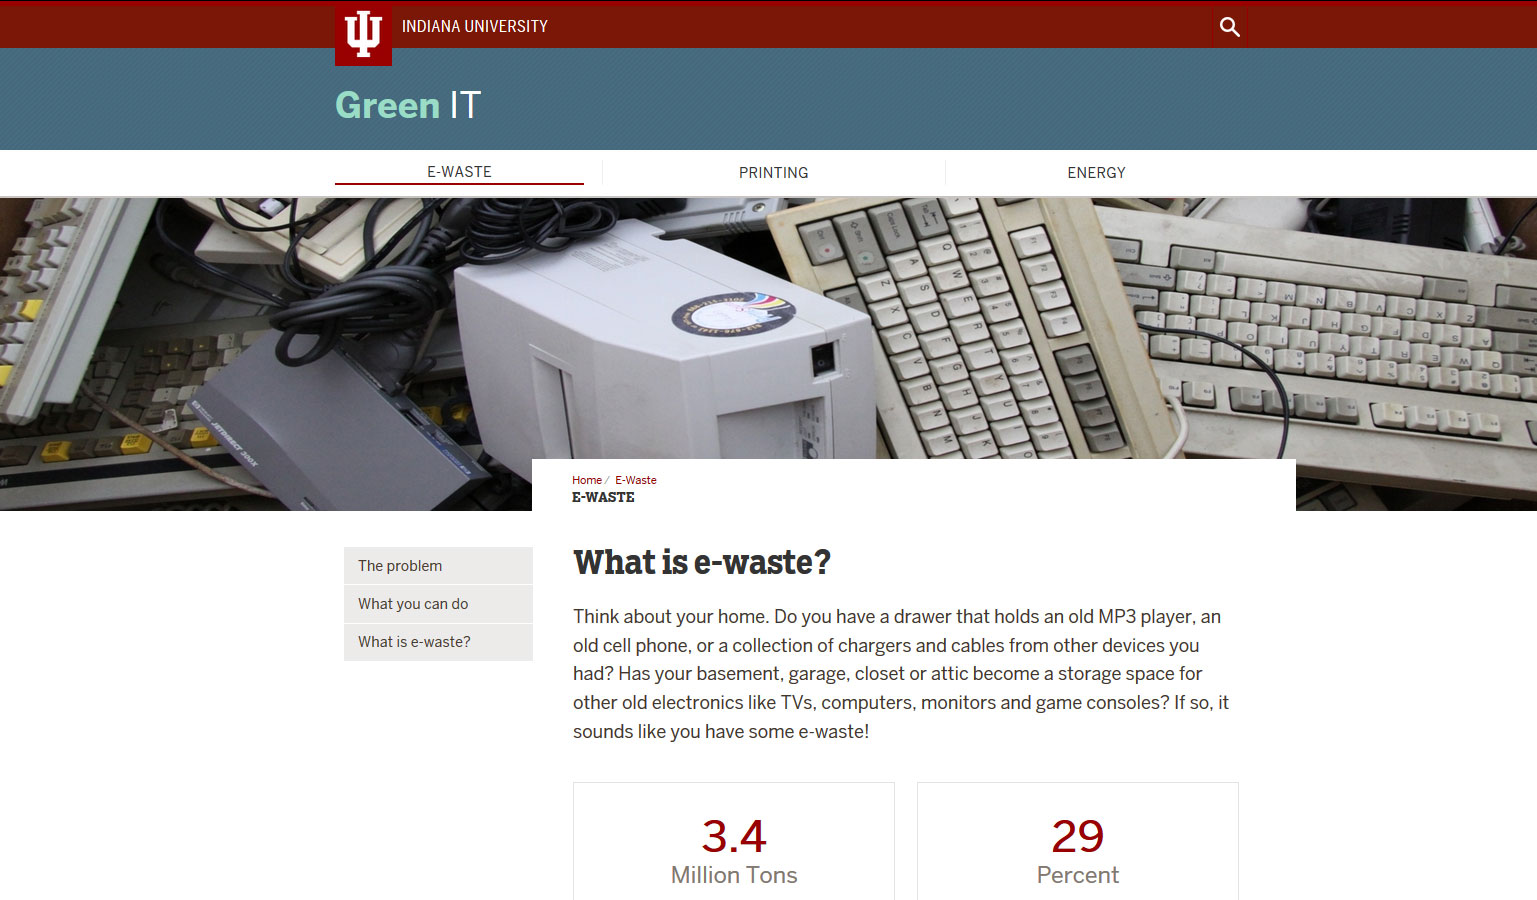 INDIANA UNIVERSITY
Green IT
E-WASTE
PRINTING
ENERGY
JETDIRECT 300X
Home / E-Waste
E-WASTE
The problem
What you can do
What is e-waste?
What is e-waste?
Think about your home. Do you have a drawer that holds an old MP3 player, an
old cell phone, or a collection of chargers and cables from other devices you
had? Has your basement, garage, closet or attic become a storage space for
other old electronics like TVs, computers, monitors and game consoles? If so, it
sounds like you have some e-waste!
3.4
Million Tons
29
Percent